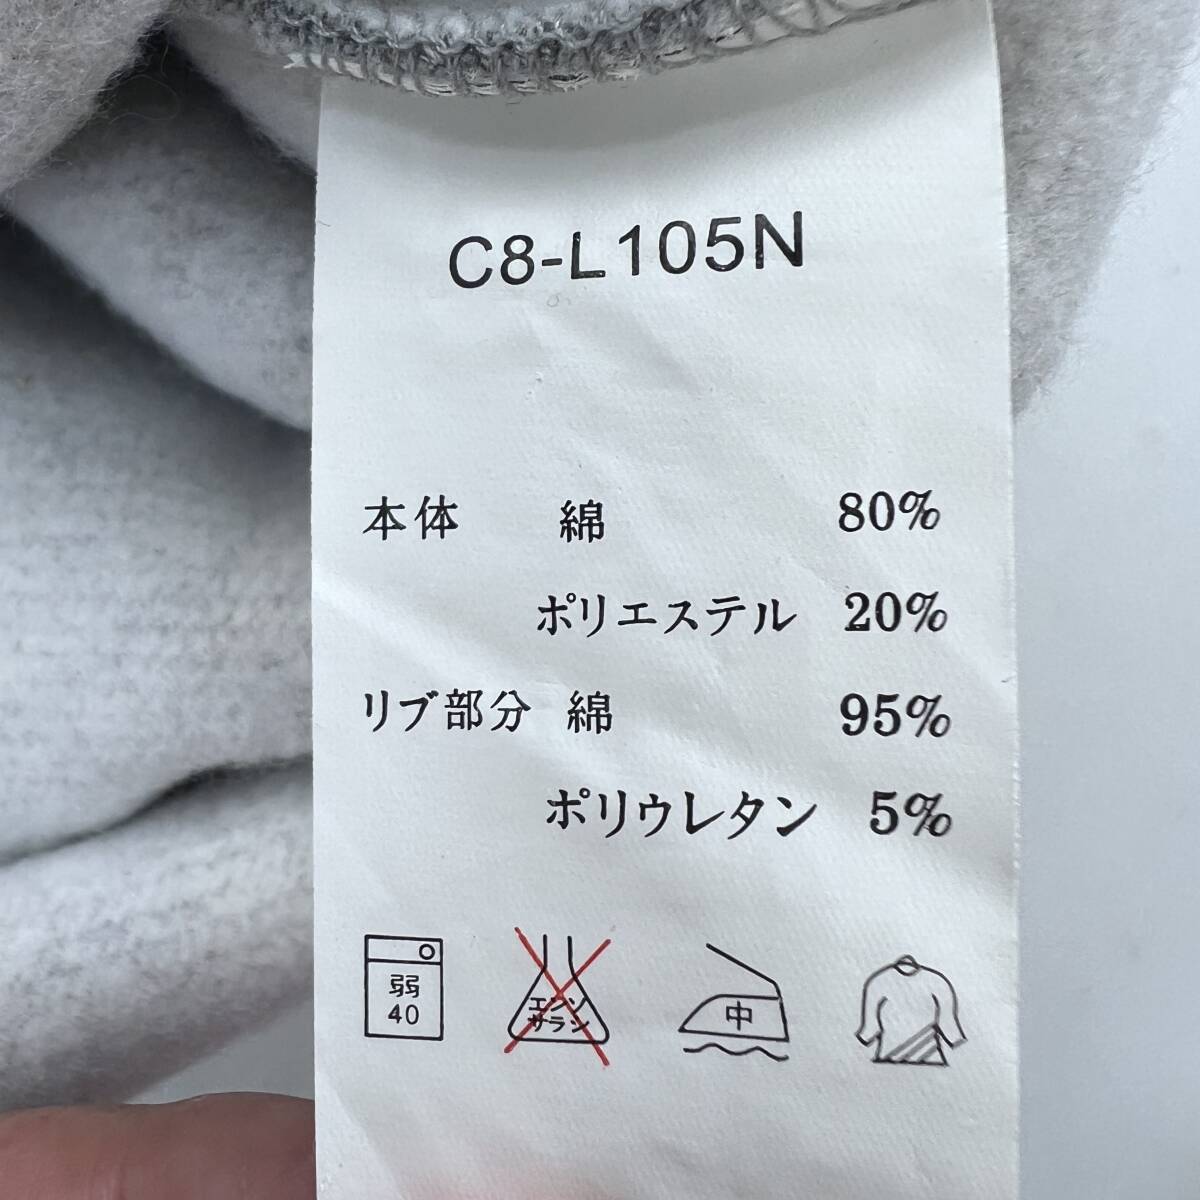 C8-L105N
本体 綿 80%
ポリエステル 20%
リブ部分 綿 95%
ポリウレタン 5%
弱
40
エンソ
サラシ
中